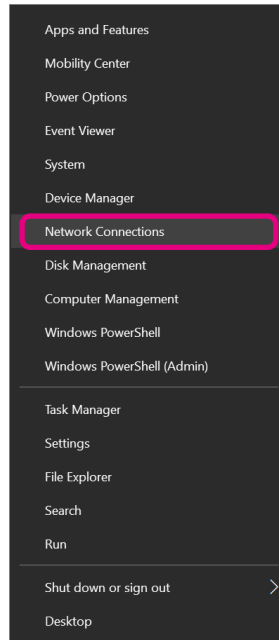 Apps and Features
Mobility Center
Power Options
Event Viewer
System
Device Manager
Network Connections
Disk Management
Computer Management
Windows PowerShell
Windows PowerShell (Admin)
Task Manager
Settings
File Explorer
Search
Run
Shut down or sign out
Desktop